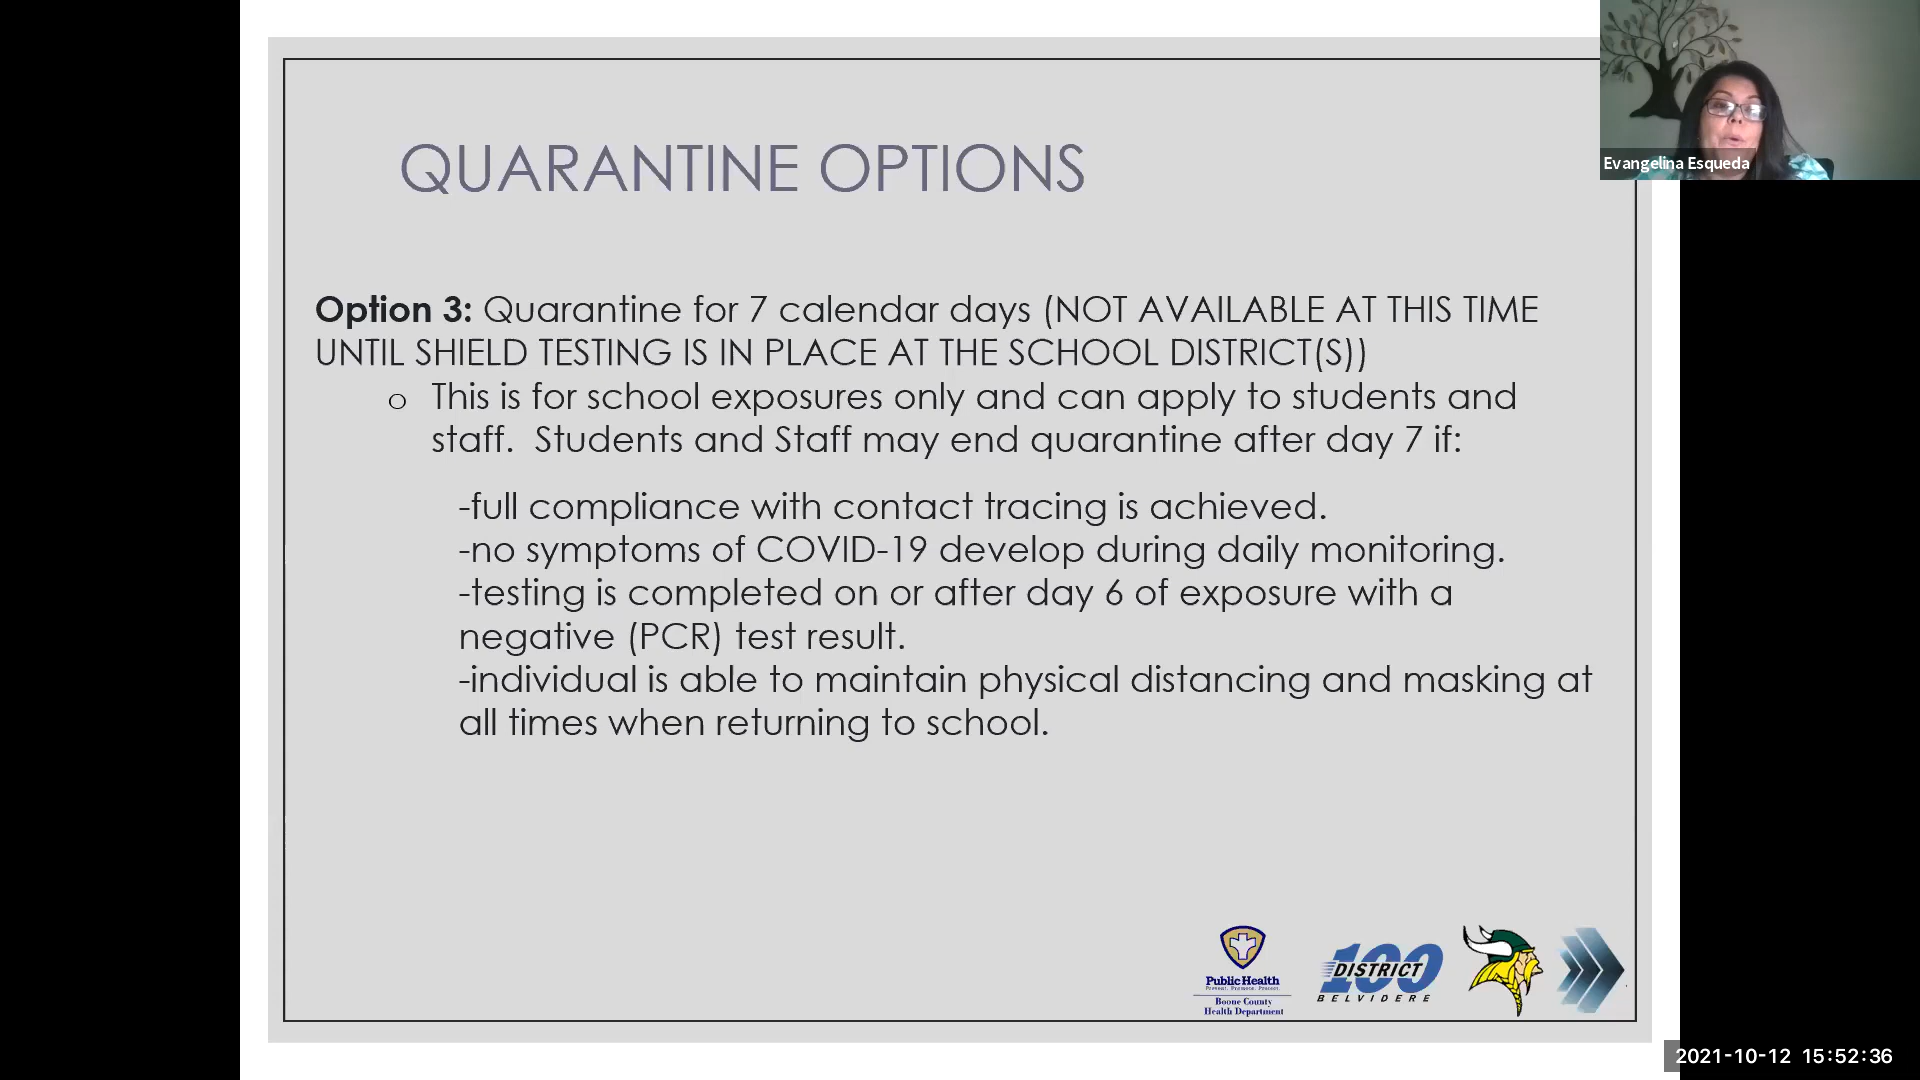 QUARANTINE OPTIONS
Evangelina Esqueda
Option 3: Quarantine for 7 calendar days (NOT AVAILABLE AT THIS TIME
UNTIL SHIELD TESTING IS IN PLACE AT THE SCHOOL DISTRICT(S))
o This is for school exposures only and can apply to students and
staff.  Students and Staff may end quarantine after day 7 if:
-full compliance with contact tracing is achieved.
-no symptoms of COVID-19 develop during daily monitoring.
-testing is completed on or after day 6 of exposure with a
negative (PCR) test result.
-individual is able to maintain physical distancing and masking at
all times when returning to school.
Public Health
Prevent. Promote. Protect.
Boone County
Health Department
100
DISTRICT
BELVIDERE
2021-10-12 15:52:36